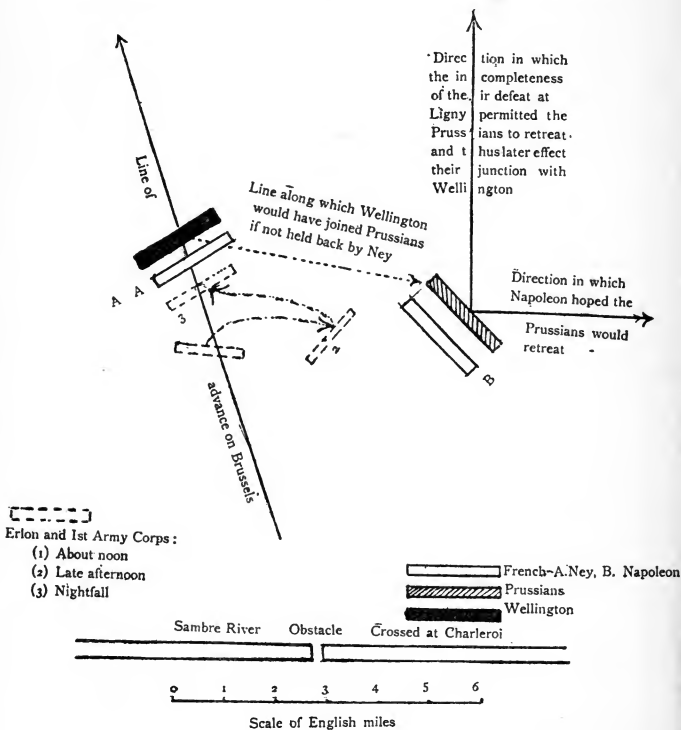 Direction in which
the incompleteness
of their defeat at
Ligny permitted the
Prussians to retreat
and thus later effect
their junction with
Wellington
Line of
Line along which Wellington
would have joined Prussians
if not held back by Ney
A A
3
2
Direction in which
Napoleon hoped the
Prussians would
retreat
B
advance on Brussels
Erlon and Ist Army Corps:
(1) About noon
(2) Late afternoon
(3) Nightfall
French-A.Ney, B. Napoleon
Prussians
Wellington
Sambre River Obstacle Crossed at Charleroi
0 1 2 3 4 5 6
Scale of English miles